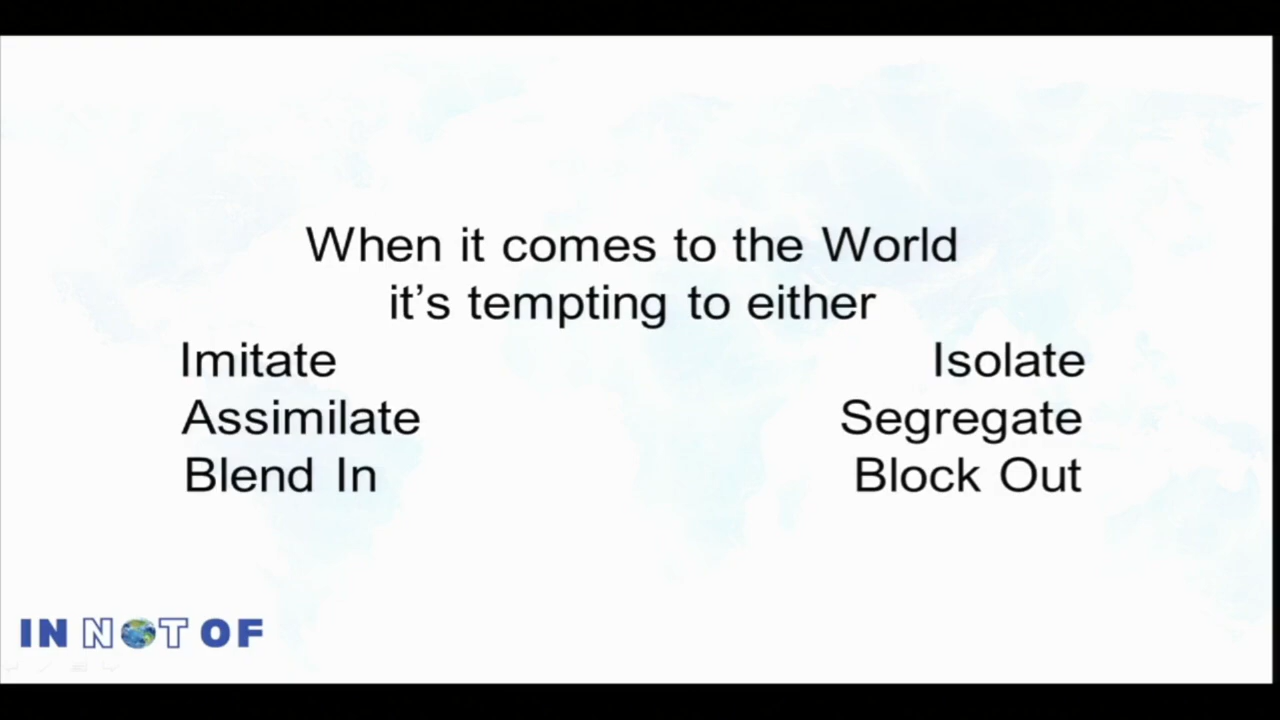 When it comes to the World
it's tempting to either
Imitate Isolate
Assimilate Segregate
Blend In Block Out
IN NOT OF